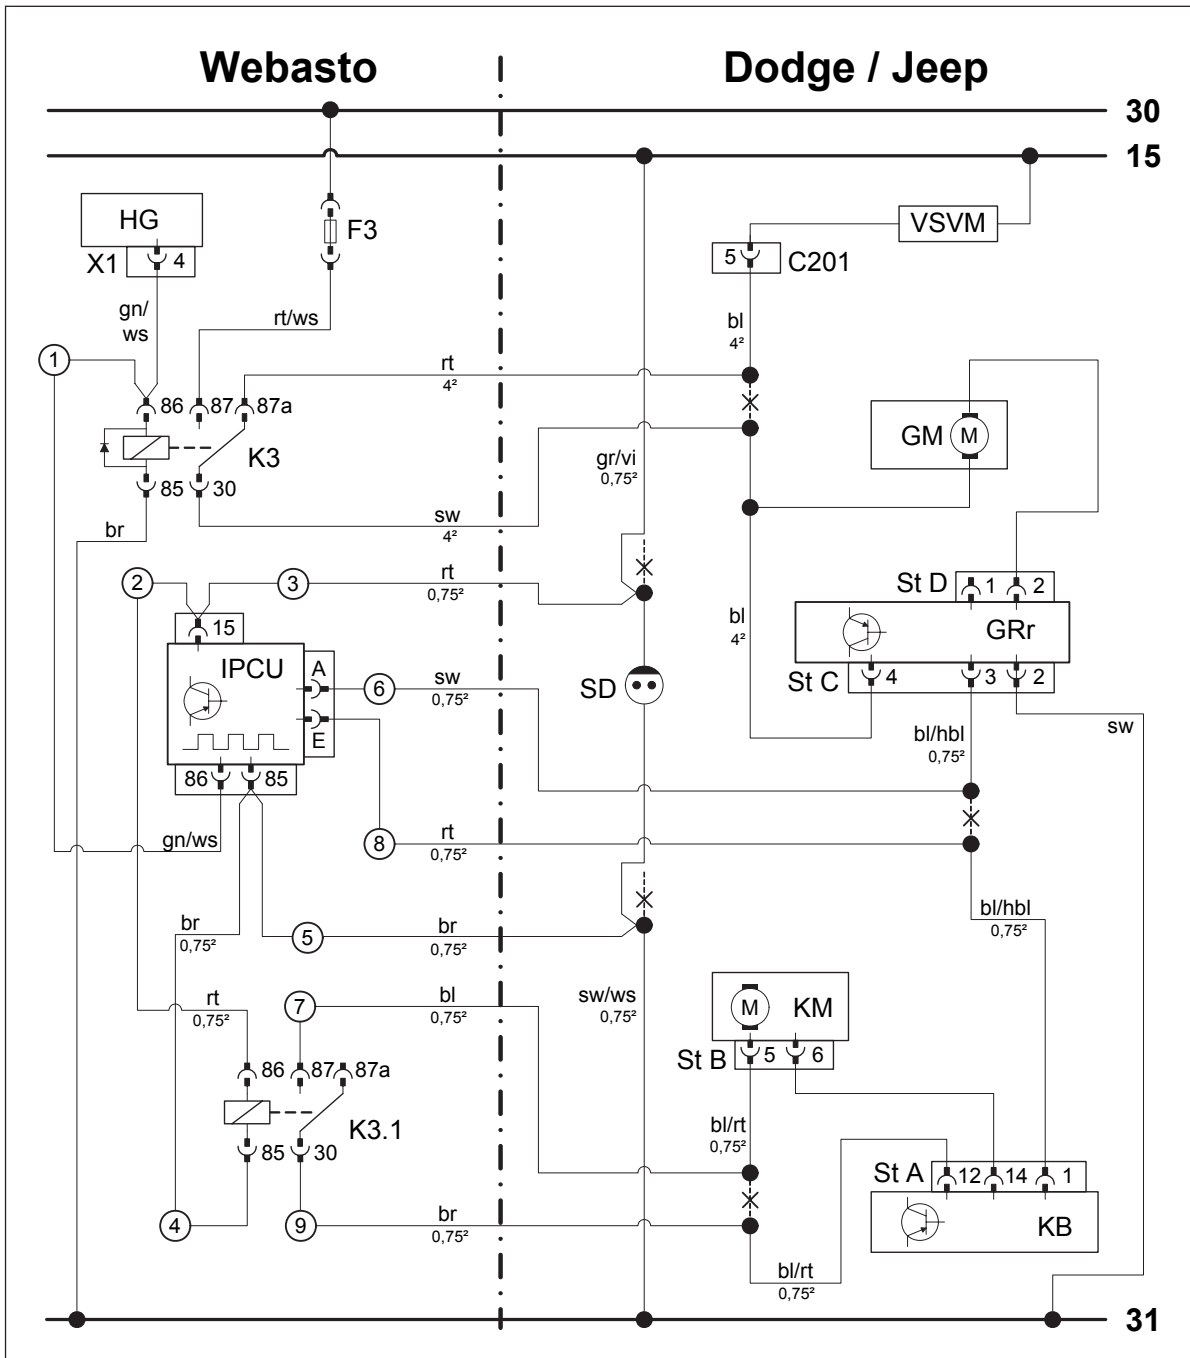 Webasto
Dodge / Jeep
30
15
HG
F3
VSVM
X1
4
5
C201
gn/
ws
rt/ws
bl
4²
1
rt
4²
86
87
87a
GM
M
K3
gr/vi
0,75²
85
30
br
sw
4²
2
3
rt
0,75²
St D
1
2
15
bl
4²
GRr
IPCU
A
6
sw
0,75²
SD
St C
4
3
2
E
sw
bl/hbl
0,75²
86
85
gn/ws
8
rt
0,75²
br
0,75²
5
br
0,75²
bl/hbl
0,75²
rt
0,75²
7
bl
0,75²
sw/ws
0,75²
M
KM
St B
5
6
86
87
87a
K3.1
bl/rt
0,75²
85
30
St A
12
14
1
4
9
br
0,75²
KB
bl/rt
0,75²
31